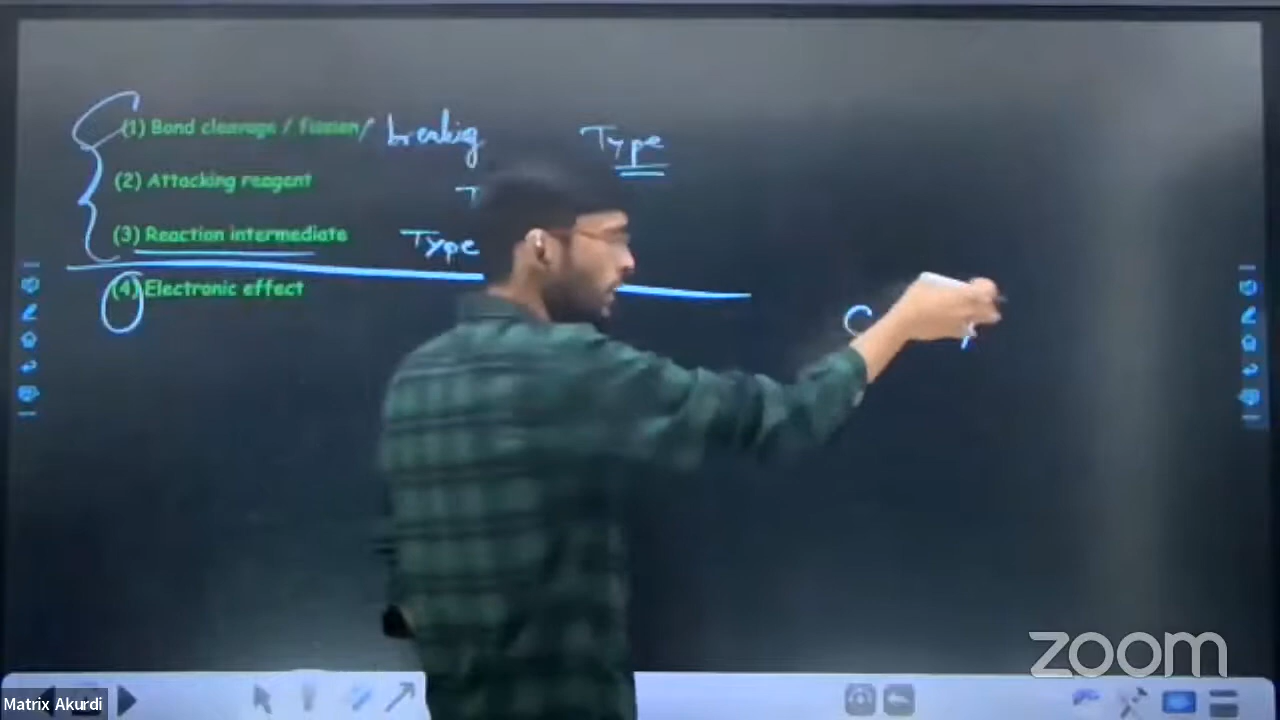 (1) Bond cleavage / fission/ breaking Type
(2) Attacking reagent T
(3) Reaction intermediate Type
(4) Electronic effect
C
zoom
Matrix Akurdi